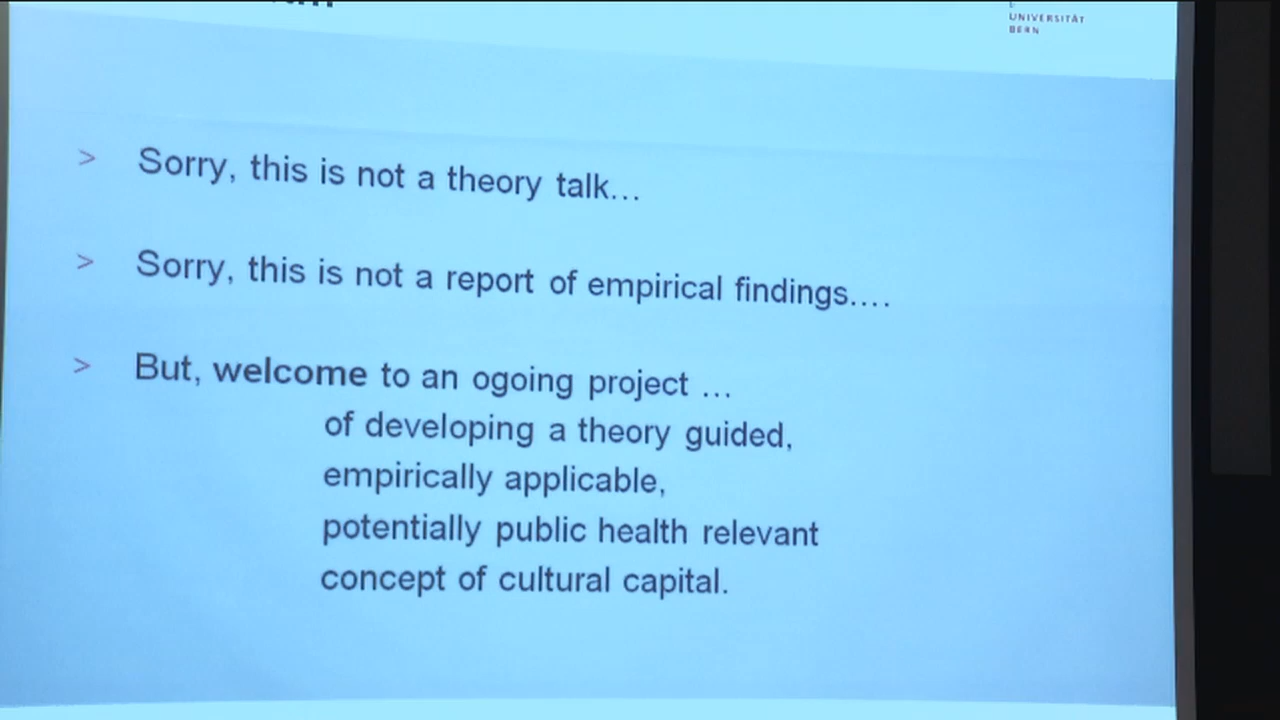 UNIVERSITÄT
BERN
> Sorry, this is not a theory talk...
> Sorry, this is not a report of empirical findings....
> But, welcome to an ogoing project ...
of developing a theory guided,
empirically applicable,
potentially public health relevant
concept of cultural capital.